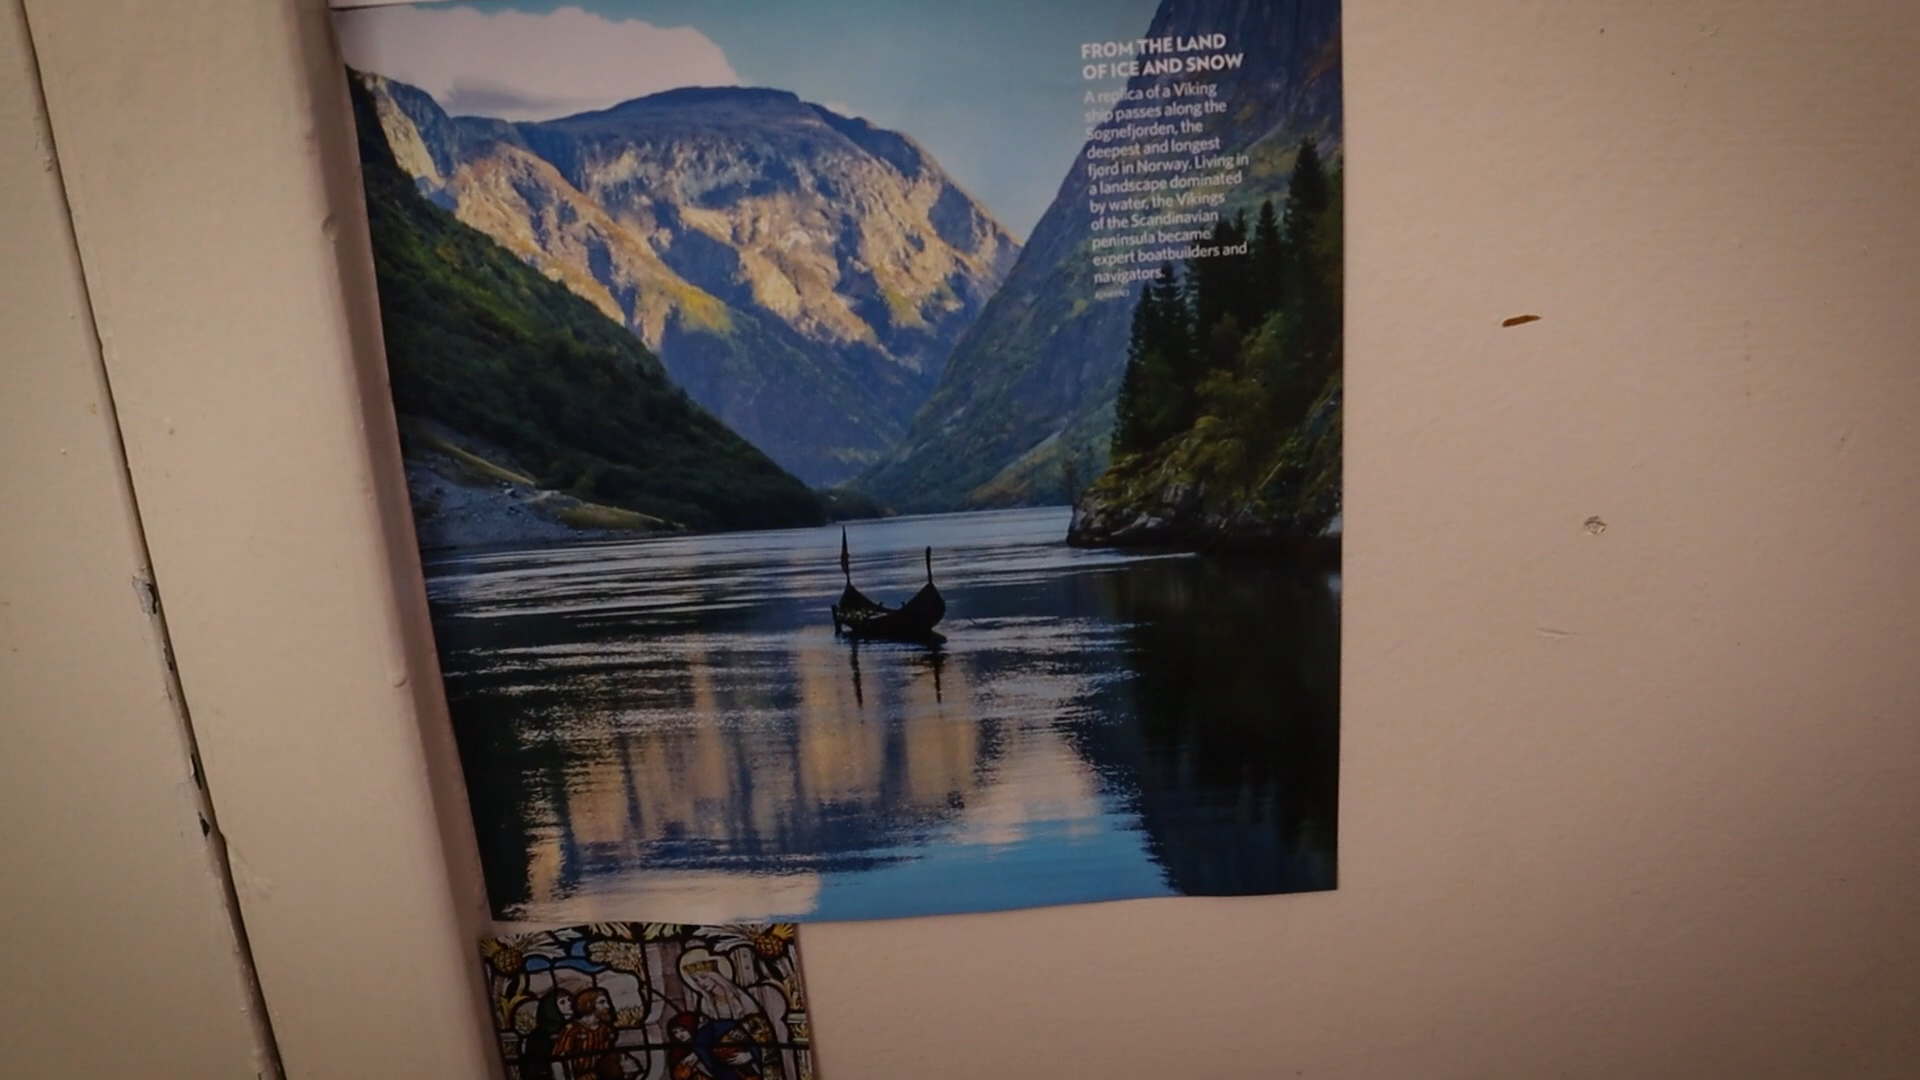 FROM THE LAND
OF ICE AND SNOW
A replica of a Viking
ship passes along the
Sognefjorden, the
deepest and longest
fjord in Norway. Living in
a landscape dominated
by water, the Vikings
of the Scandinavian
peninsula became
expert boatbuilders and
navigators.